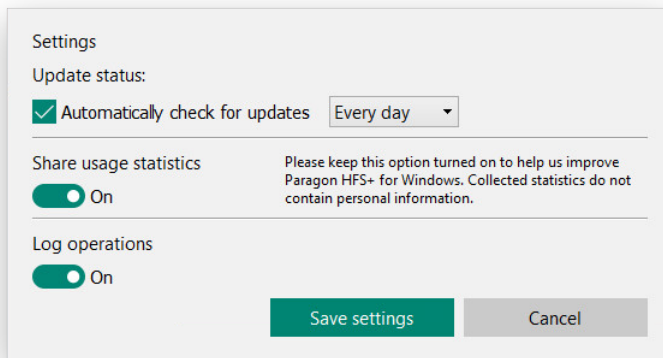 Settings
Update status:
Automatically check for updates Every day
Share usage statistics
On
Please keep this option turned on to help us improve
Paragon HFS+ for Windows. Collected statistics do not
contain personal information.
Log operations
On
Save settings Cancel